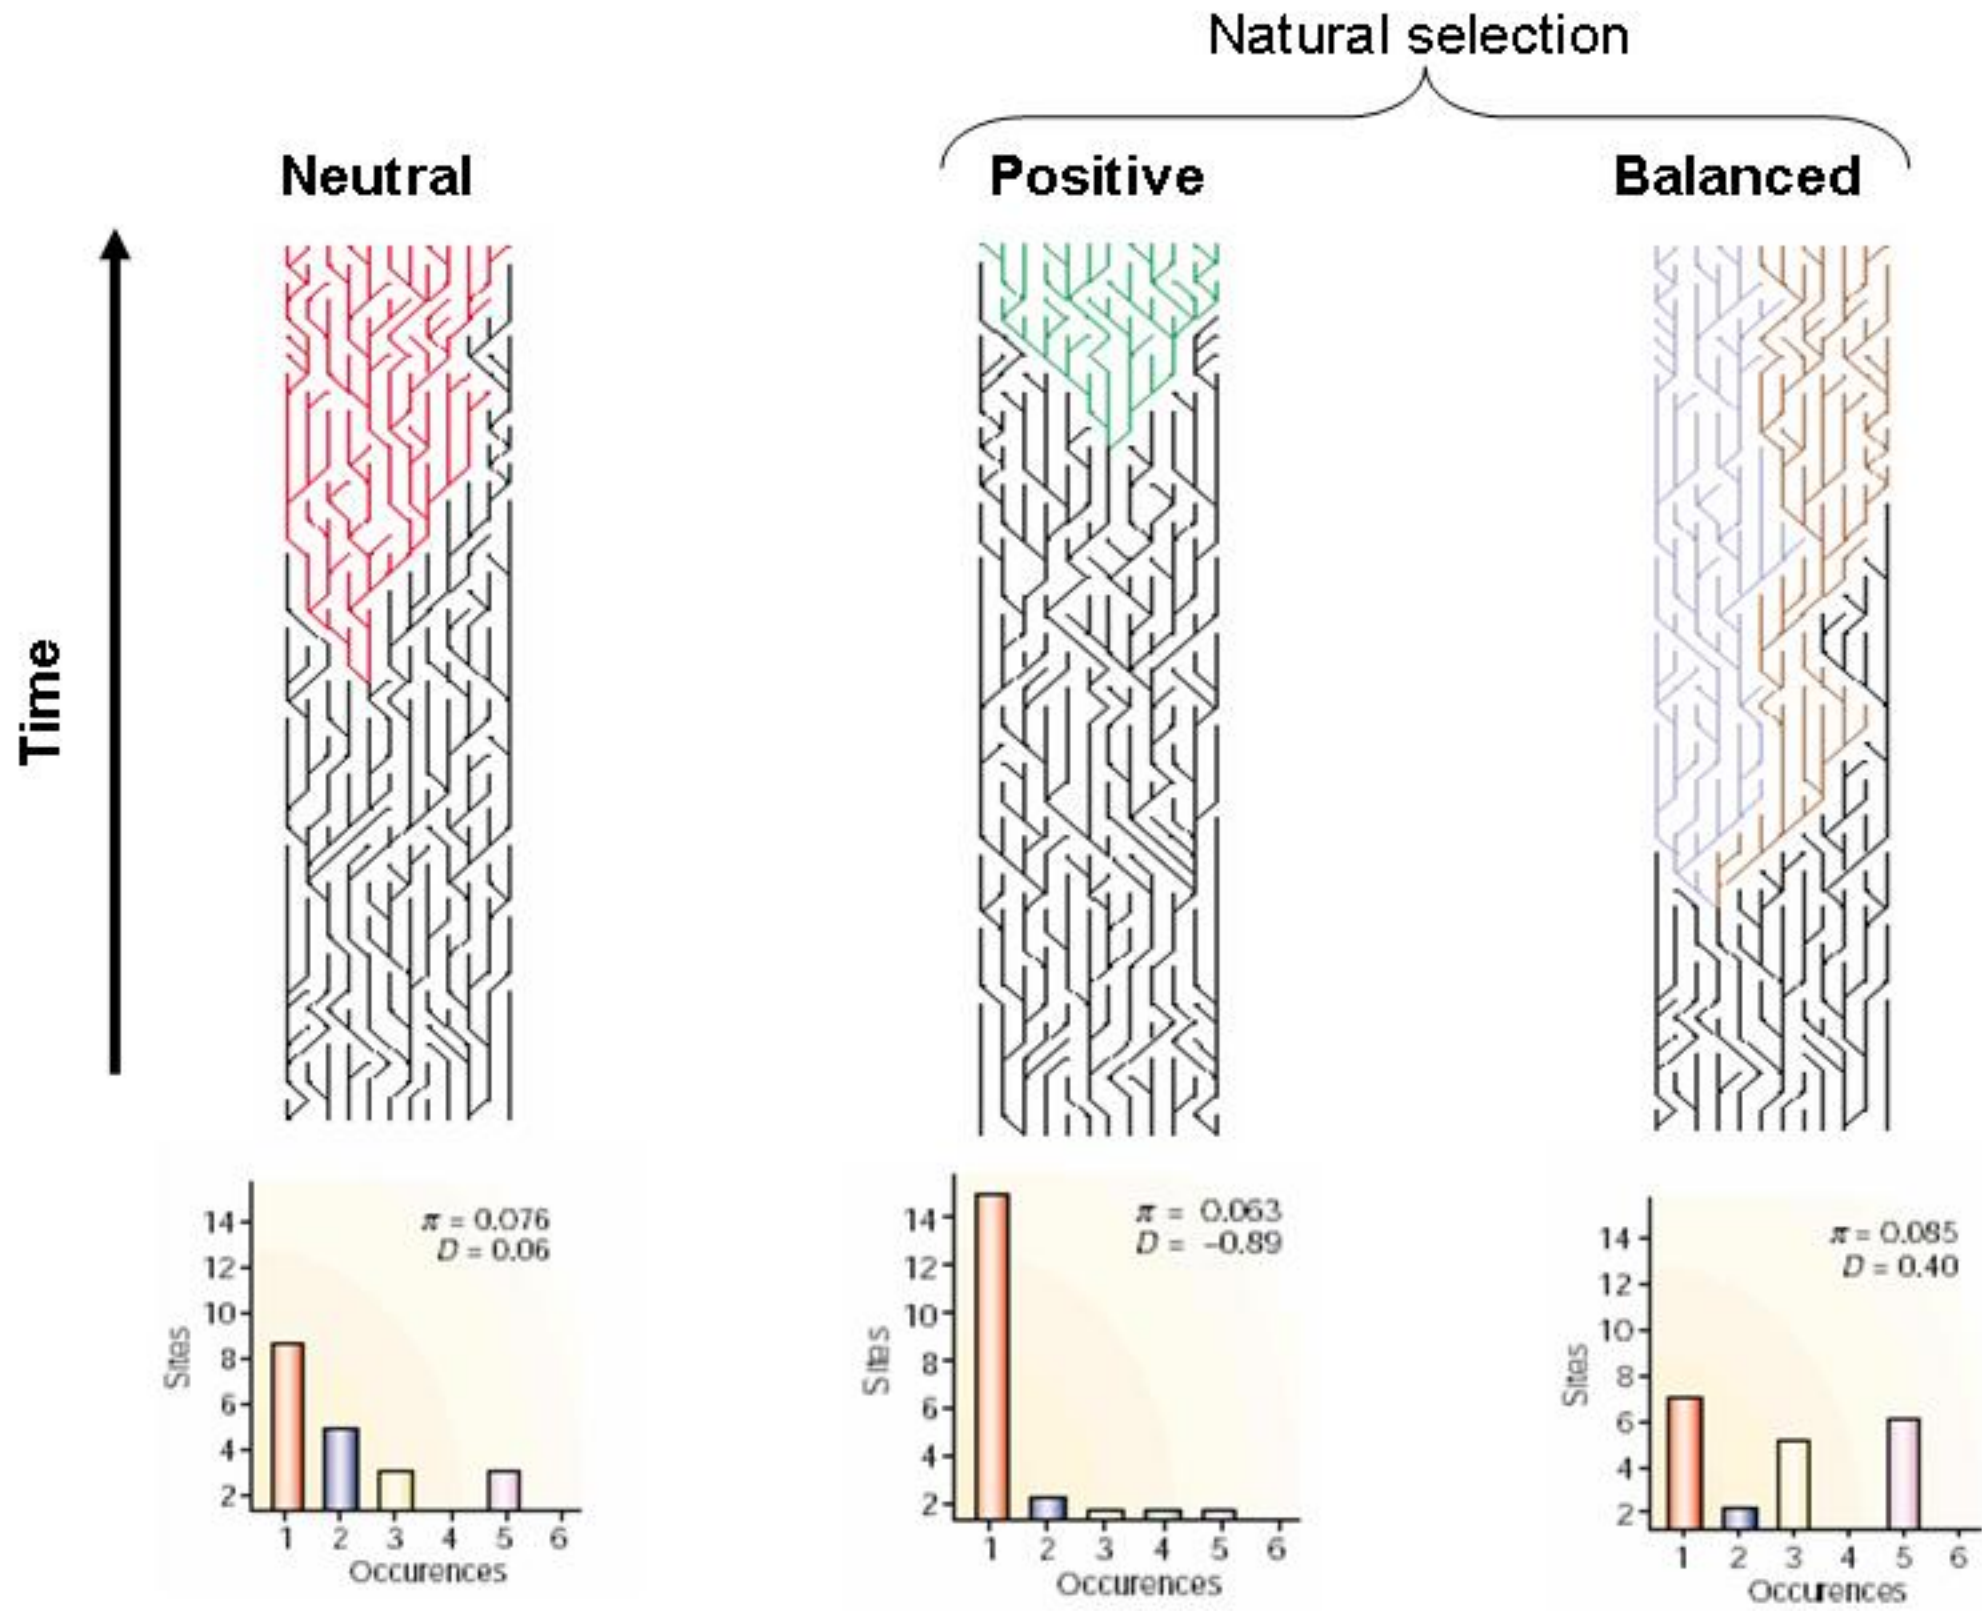 Natural selection
Neutral
Positive
Balanced
Time
π = 0.076
D = 0.06
14
12
10
8
6
4
2
Sites
1 2 3 4 5 6
Occurences
π = 0.063
D = -0.89
14
12
10
8
6
4
2
Sites
1 2 3 4 5 6
Occurences
π = 0.085
D = 0.40
14
12
10
8
6
4
2
Sites
1 2 3 4 5 6
Occurences